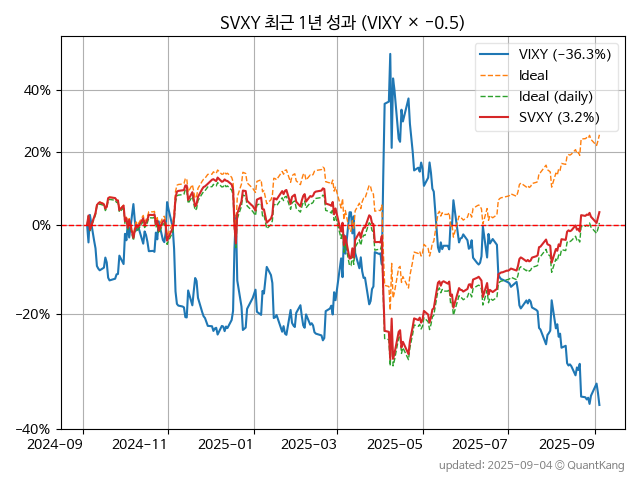 SVXY 최근 1년 성과 (VIXY × −0.5)
VIXY (−36.3%)
Ideal
Ideal (daily)
SVXY (3.2%)
40%
20%
0%
−20%
−40%
2024-09
2024-11
2025-01
2025-03
2025-05
2025-07
2025-09
updated: 2025-09-04 © QuantKang